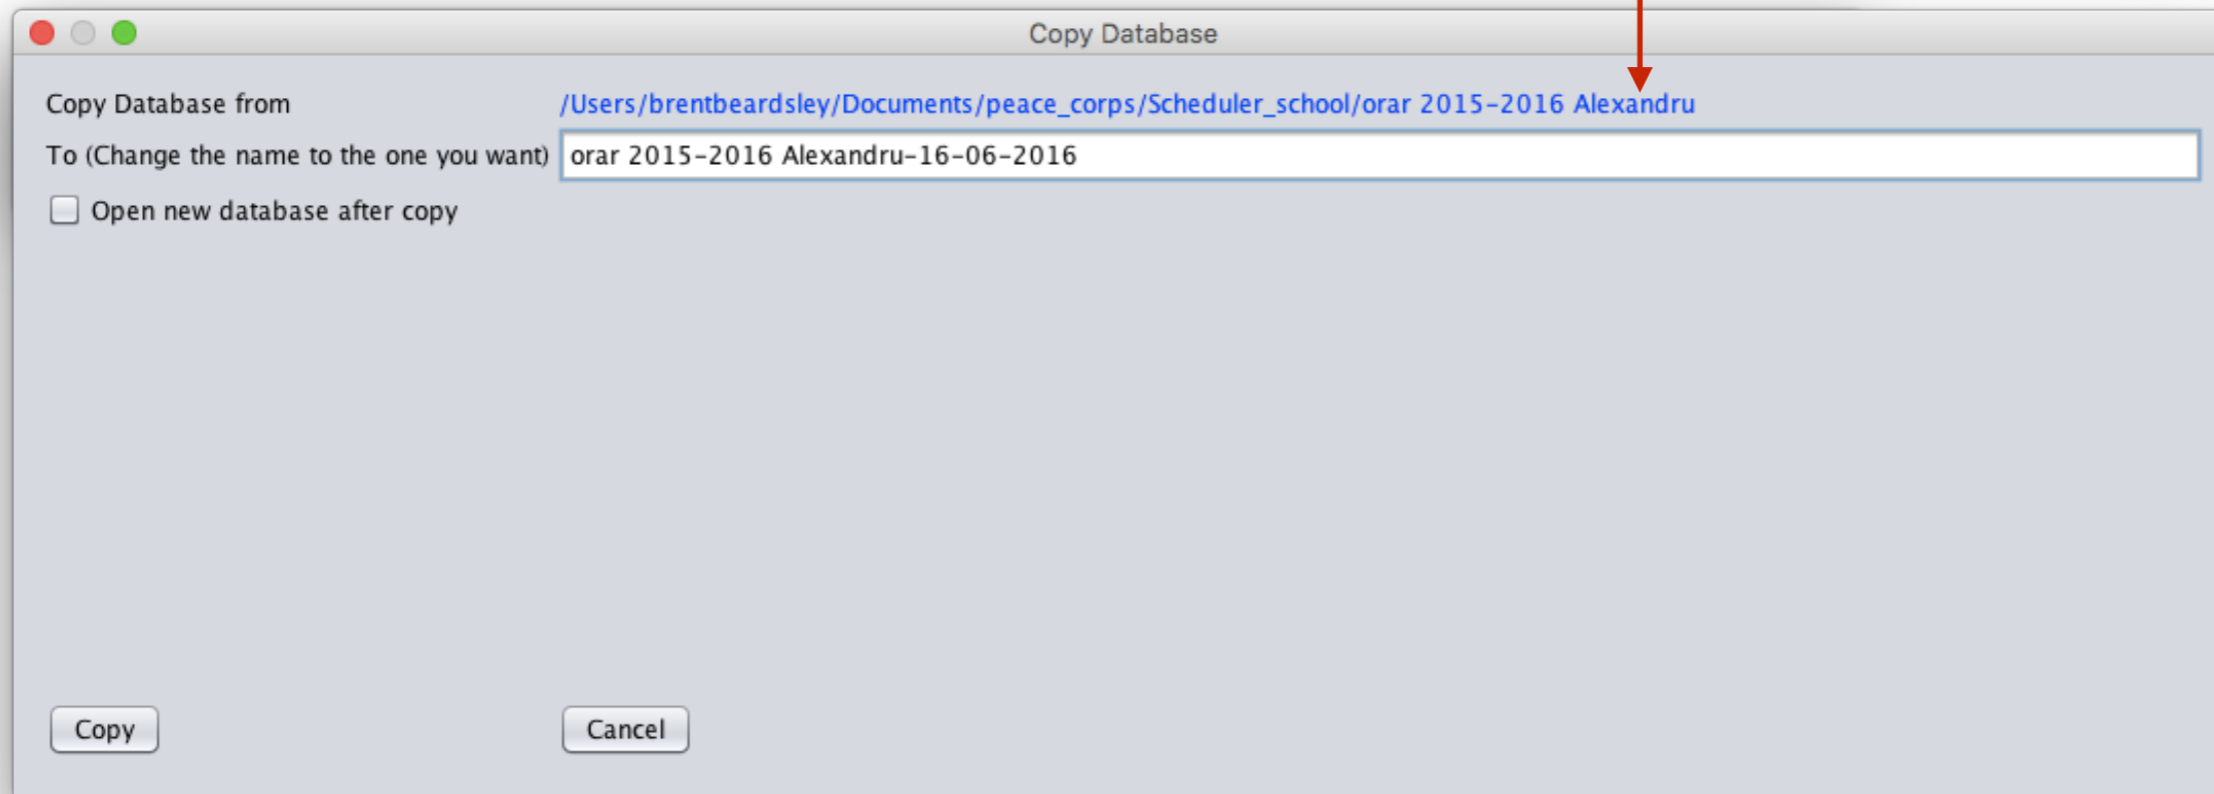 Copy Database
Copy Database from /Users/brentbeardsley/Documents/peace_corps/Scheduler_school/orar 2015-2016 Alexandru
To (Change the name to the one you want) orar 2015-2016 Alexandru-16-06-2016
Open new database after copy
Copy Cancel